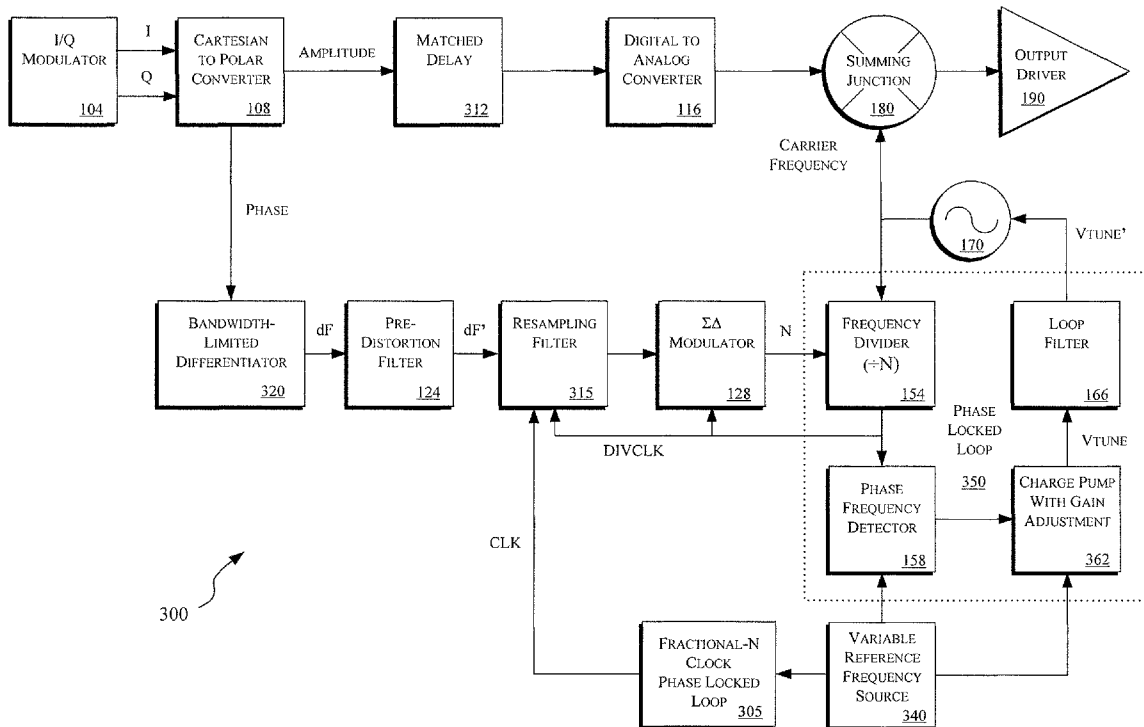 I/Q
MODULATOR
104
I
Q
CARTESIAN
TO POLAR
CONVERTER
108
AMPLITUDE
MATCHED
DELAY
312
DIGITAL TO
ANALOG
CONVERTER
116
SUMMING
JUNCTION
180
OUTPUT
DRIVER
190
CARRIER
FREQUENCY
PHASE
170
VTUNE'
BANDWIDTH-
LIMITED
DIFFERENTIATOR
320
dF
PRE-
DISTORTION
FILTER
124
dF'
RESAMPLING
FILTER
315
ΣΔ
MODULATOR
128
N
FREQUENCY
DIVIDER
(÷N)
154
LOOP
FILTER
166
PHASE
LOCKED
LOOP
350
VTUNE
DIVCLK
PHASE
FREQUENCY
DETECTOR
158
CHARGE PUMP
WITH GAIN
ADJUSTMENT
362
CLK
300
FRACTIONAL-N
CLOCK
PHASE LOCKED
LOOP
305
VARIABLE
REFERENCE
FREQUENCY
SOURCE
340